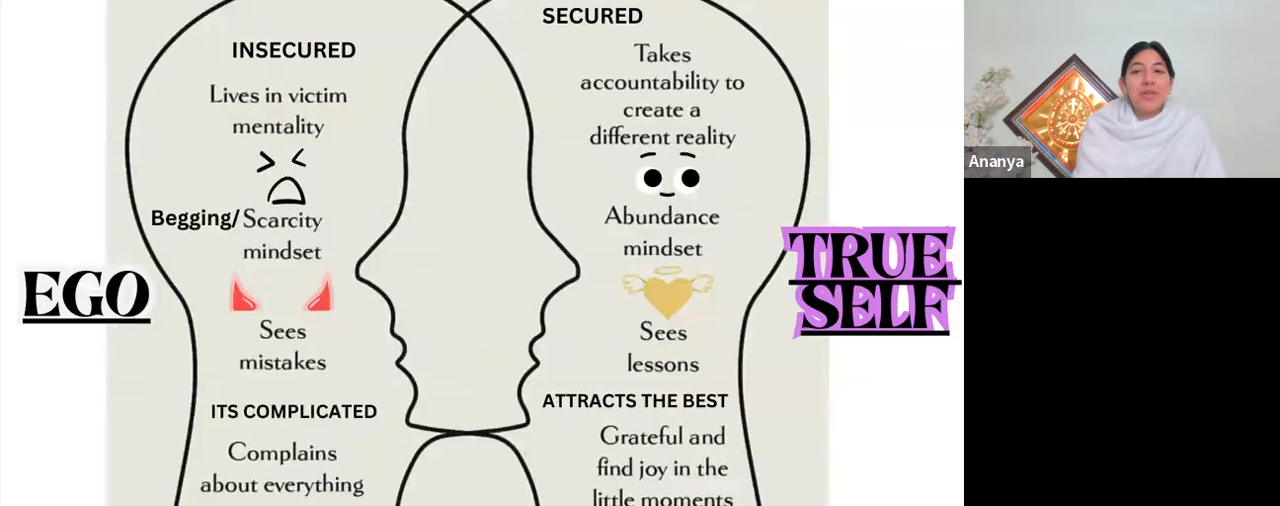 EGO
INSECURED
Lives in victim
mentality
Begging/Scarcity
mindset
Sees
mistakes
ITS COMPLICATED
Complains
about everything
SECURED
Takes
accountability to
create a
different reality
Abundance
mindset
Sees
lessons
ATTRACTS THE BEST
Grateful and
find joy in the
little moments
TRUE
SELF
Ananya